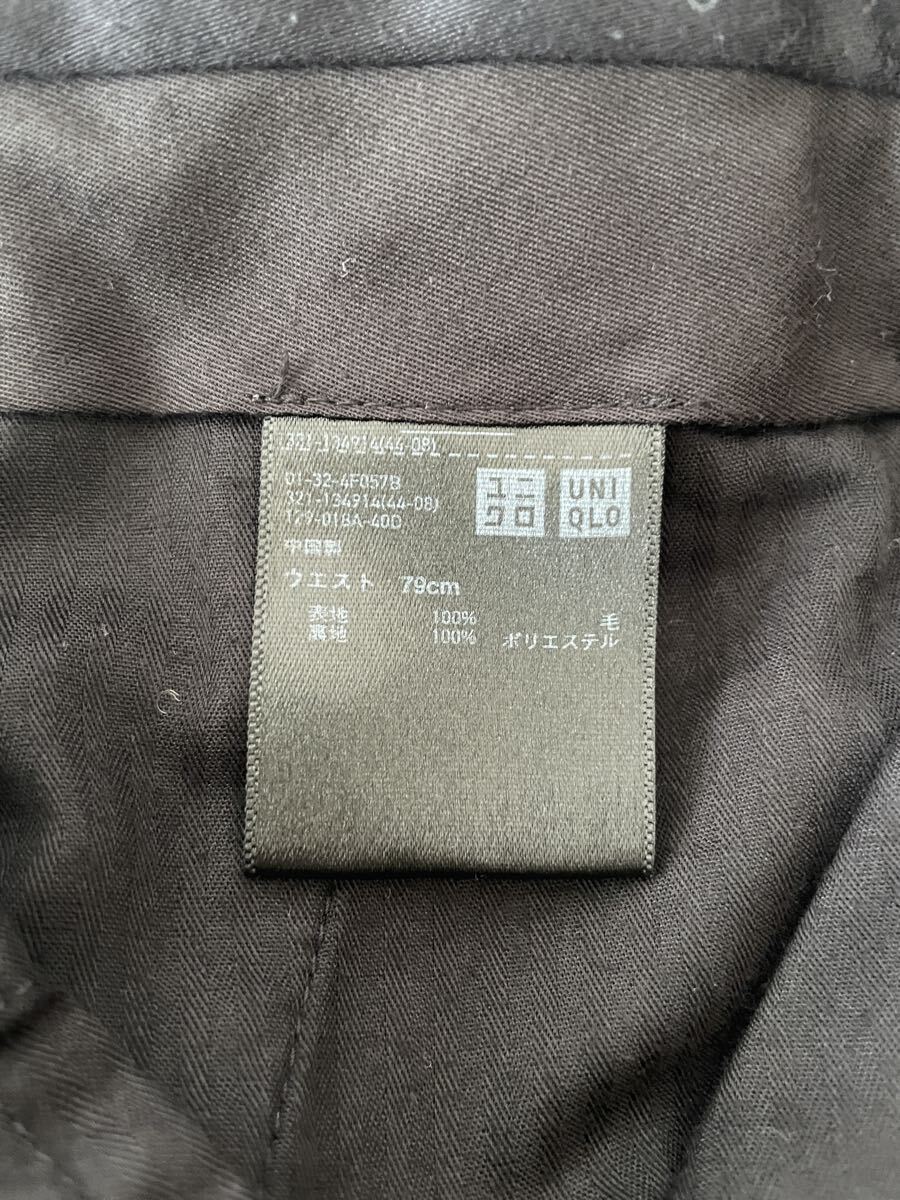 321-134914(44-08)
01-32-4F057B
321-134914(44-08)
129-018A-40D
ユニ
クロ
UNI
QLO
中国製
ウエスト 79cm
表地 100% 毛
裏地 100% ポリエステル